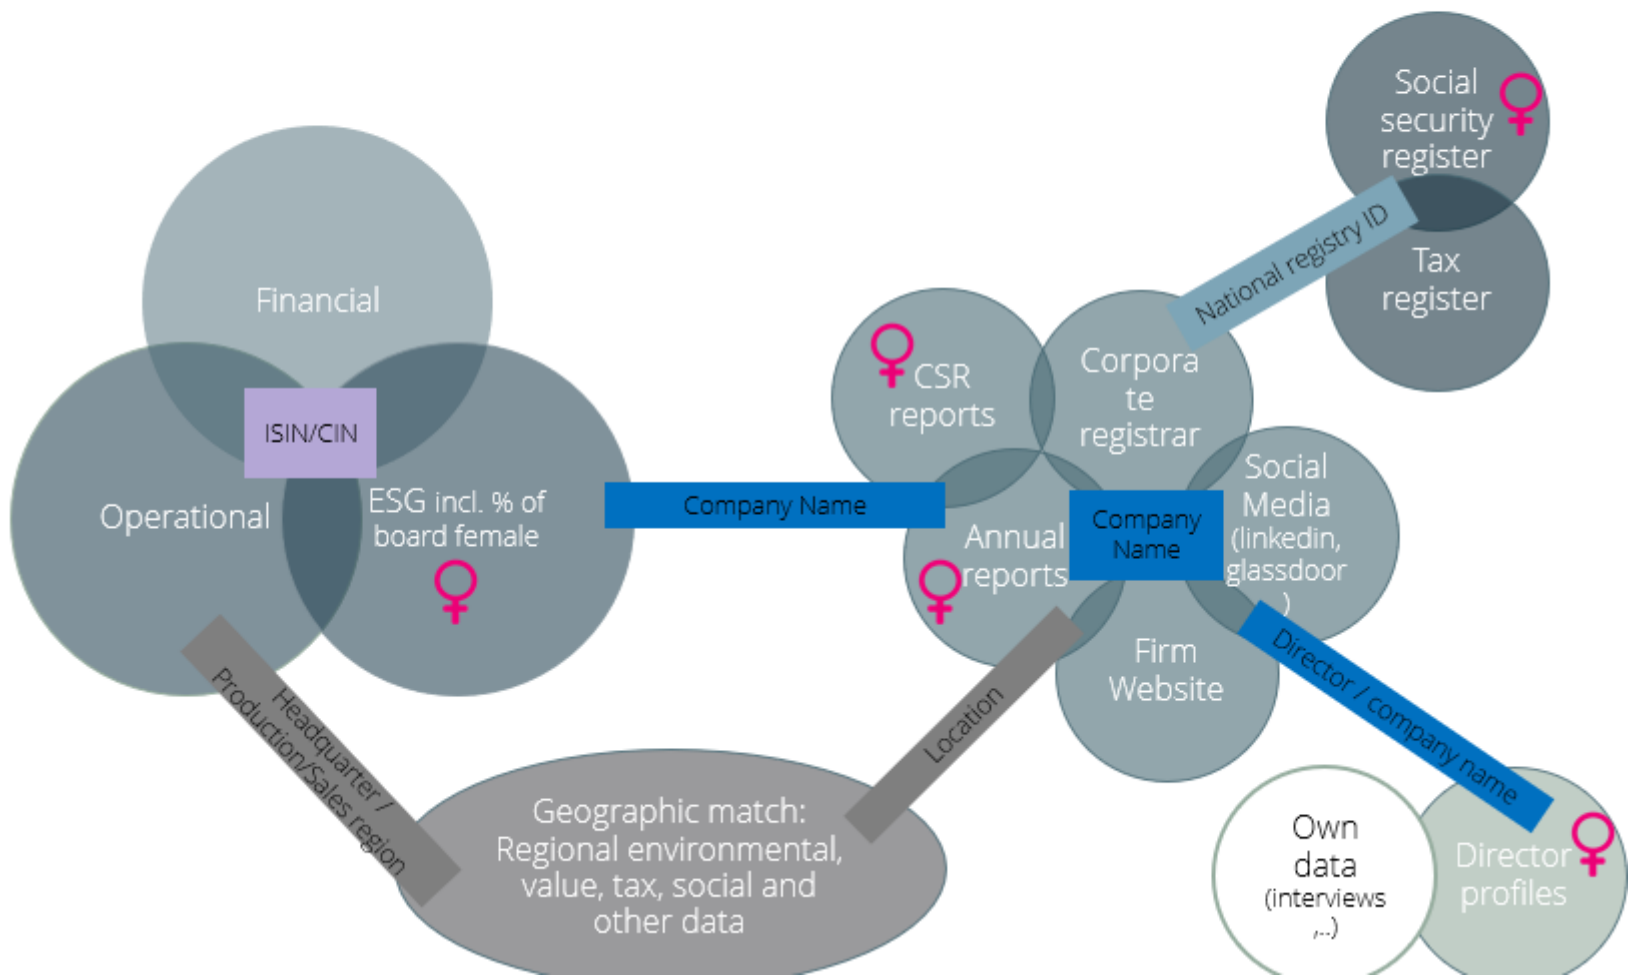 Social
security
register
National registry ID
Tax
register
Financial
ISIN/CIN
Operational
ESG incl. % of
board female
Company Name
CSR
reports
Corpora
te
registrar
Social
Media
(linkedin,
glassdoor
)
Annual
reports
Company
Name
Firm
Website
Director / company name
Headquarter /
Production/Sales region
Location
Geographic match:
Regional environmental,
value, tax, social and
other data
Own
data
(interviews
,..)
Director
profiles